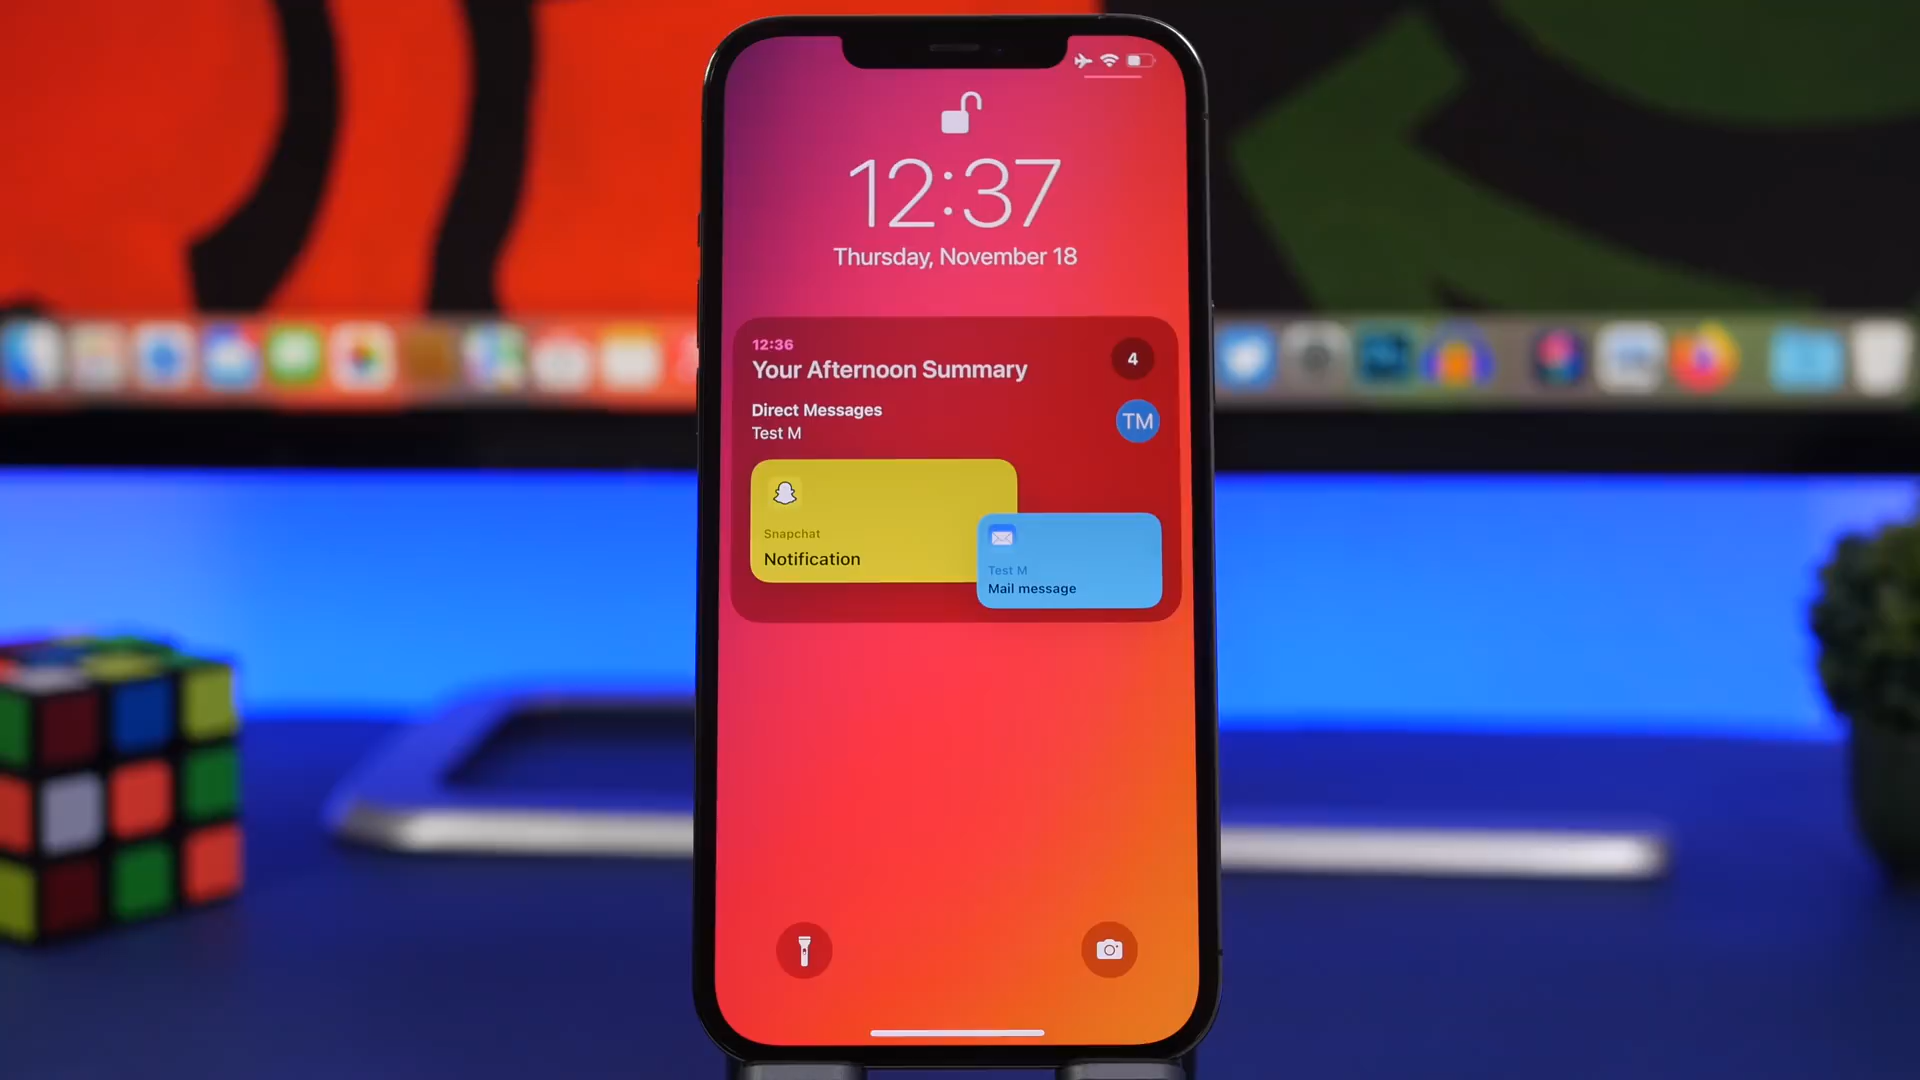 12:37
Thursday, November 18
12:36
Your Afternoon Summary
4
Direct Messages
Test M
TM
Snapchat
Notification
Test M
Mail message